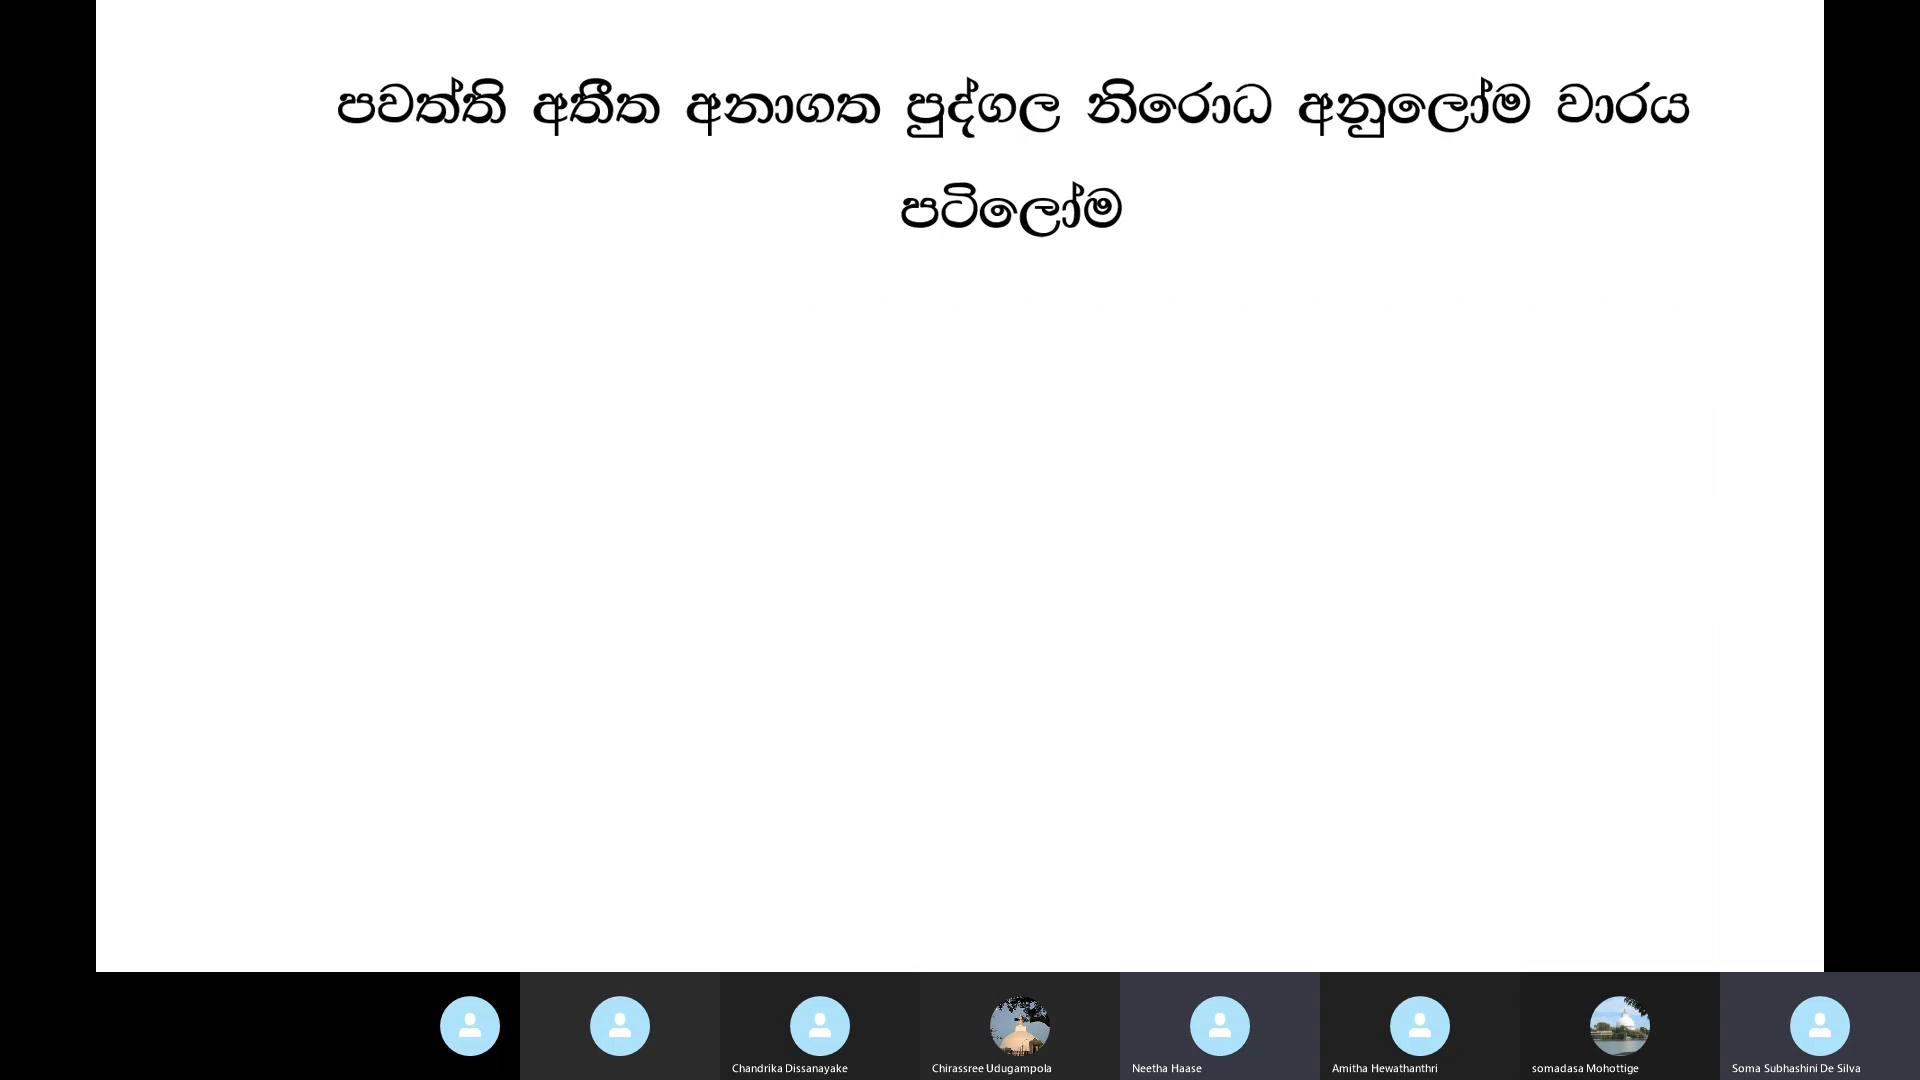 පවත්ති අතීත අනාගත පුද්ගල නිරොධ අනුලෝම වාරය
පටිලෝම
Chandrika Dissanayake
Chirassree Udugampola
Neetha Haase
Amitha Hewathanthri
somadasa Mohottige
Soma Subhashini De Silva